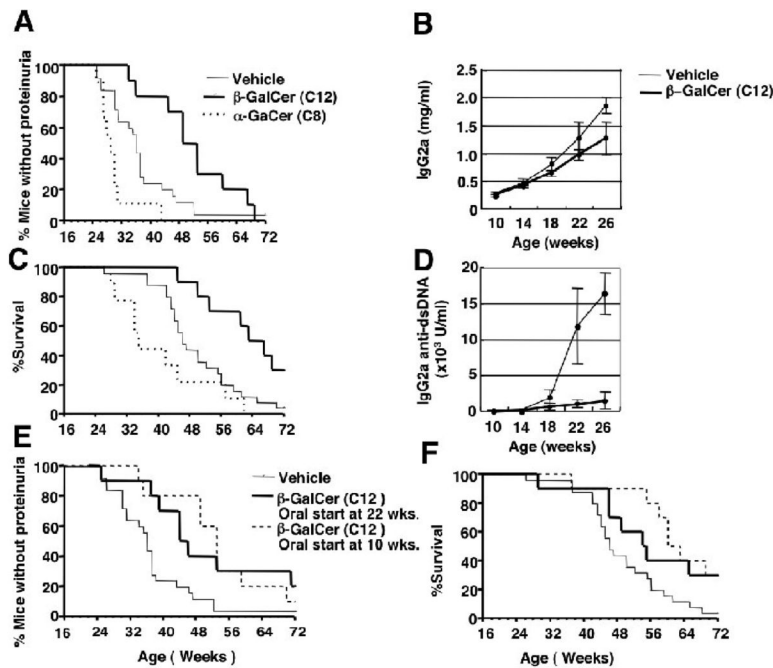 A
% Mice without proteinuria
100
80
60
40
20
0
16 24 32 40 48 56 64 72
Vehicle
β-GalCer (C12)
α-GaCer (C8)
B
IgG2a (mg/ml)
2.5
2.0
1.5
1.0
0.5
0
10 14 18 22 26
Age (weeks)
Vehicle
β-GalCer (C12)
C
%Survival
100
80
60
40
20
0
16 24 32 40 48 56 64 72
D
IgG2a anti-dsDNA
(x10³ U/ml)
20
15
10
5
0
10 14 18 22 26
Age (weeks)
E
% Mice without proteinuria
100
80
60
40
20
0
16 24 32 40 48 56 64 72
Age ( Weeks )
Vehicle
β-GalCer (C12 )
Oral start at 22 wks.
β-GalCer (C12 )
Oral start at 10 wks.
F
%Survival
100
80
60
40
20
0
16 24 32 40 48 56 64 72
Age ( Weeks)